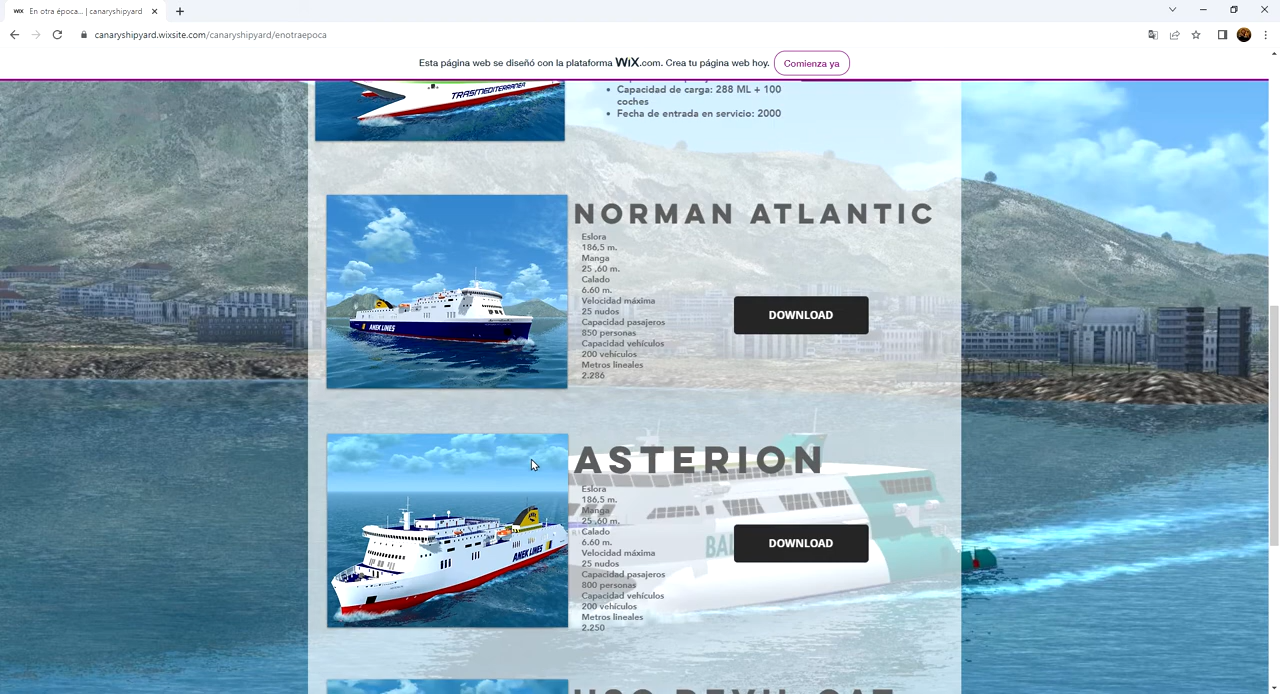 WIX En otra época... | canaryshipyard
canaryshipyard.wixsite.com/canaryshipyard/enotraepoca
Esta página web se diseñó con la plataforma WIX.com. Crea tu página web hoy. Comienza ya
TRASMEDITERRANEA
Capacidad de carga: 288 ML + 100
coches
Fecha de entrada en servicio: 2000
NORMAN ATLANTIC
Eslora
186,5 m.
Manga
25 .60 m.
Calado
6.60 m.
Velocidad máxima
25 nudos
Capacidad pasajeros
850 personas
Capacidad vehículos
200 vehículos
Metros lineales
2.286
DOWNLOAD
ANEK LINES
ASTERION
Eslora
186,5 m.
Manga
25 .60 m.
Calado
6.60 m.
Velocidad máxima
25 nudos
Capacidad pasajeros
800 personas
Capacidad vehículos
200 vehículos
Metros lineales
2.250
DOWNLOAD
ANEK LINES